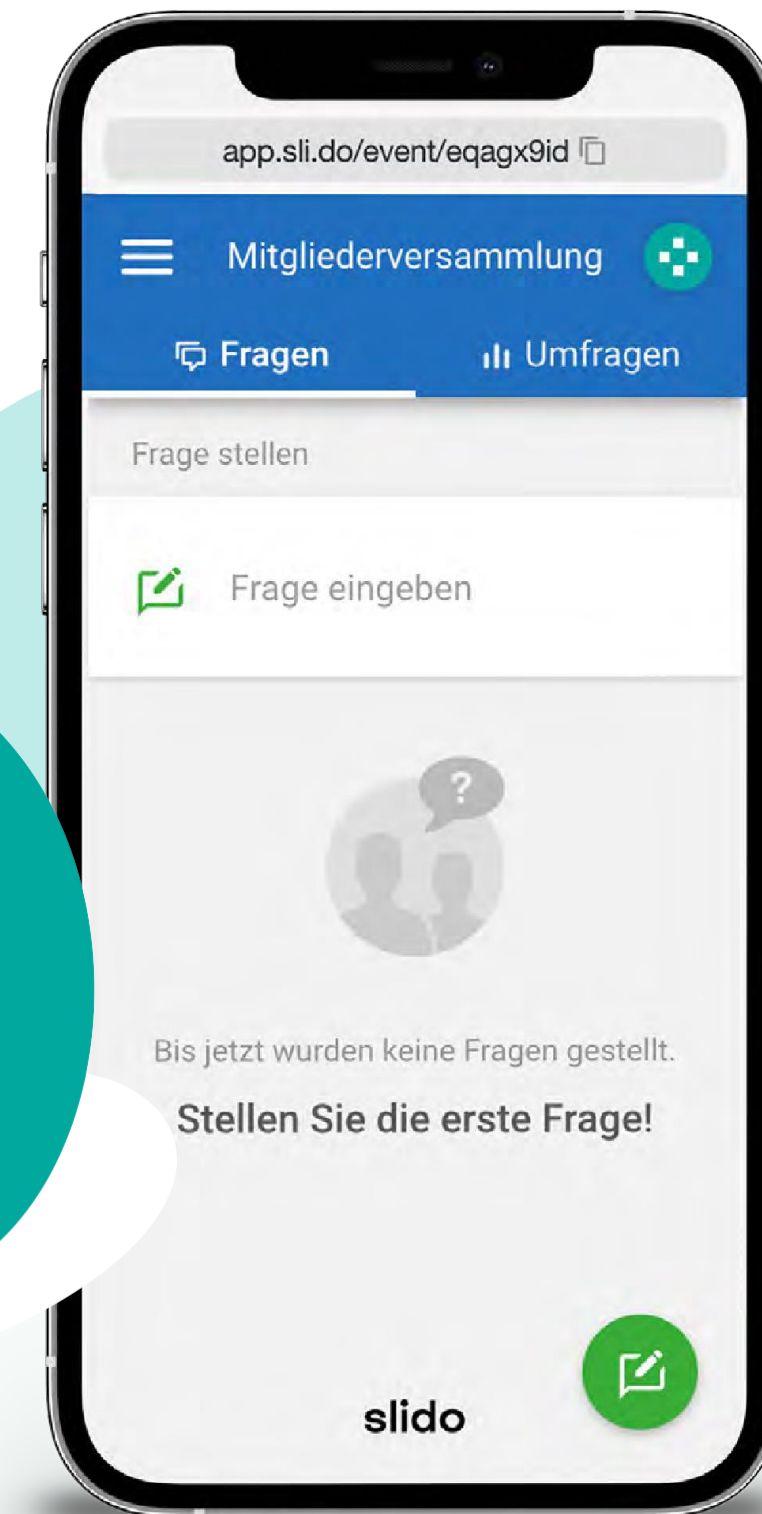 app.sli.do/event/eqagx9id
Mitgliederversammlung
Fragen
Umfragen
Frage stellen
Frage eingeben
?
Bis jetzt wurden keine Fragen gestellt.
Stellen Sie die erste Frage!
slido